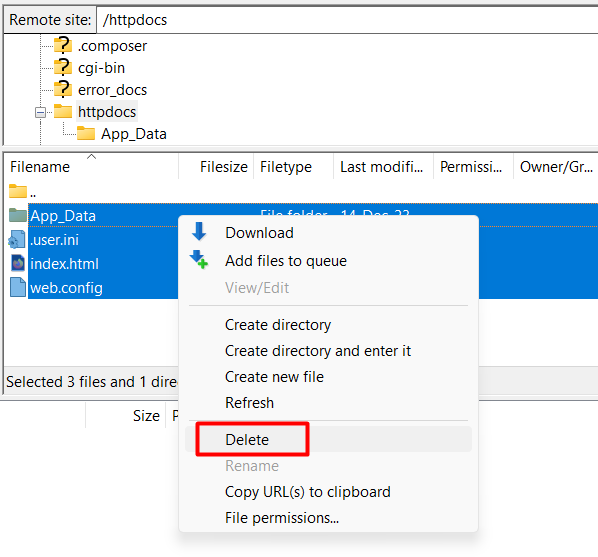 Remote site: /httpdocs
.composer
cgi-bin
error_docs
httpdocs
App_Data
Filename Filesize Filetype Last modifi... Permissi... Owner/Gr...
..
App_Data File folder 14-Dec-23
.user.ini
index.html
web.config
Selected 3 files and 1 dire
Size P
Download
Add files to queue
View/Edit
Create directory
Create directory and enter it
Create new file
Refresh
Delete
Rename
Copy URL(s) to clipboard
File permissions...